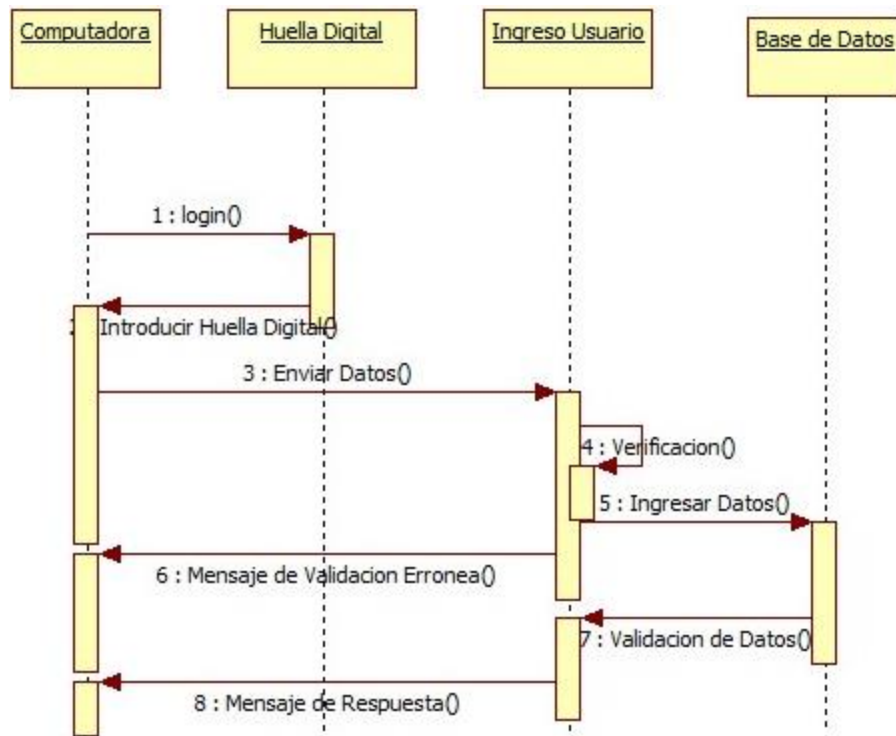 Computadora
Huella Digital
Ingreso Usuario
Base de Datos
1 : login()
2 : Introducir Huella Digital()
3 : Enviar Datos()
4 : Verificacion()
5 : Ingresar Datos()
6 : Mensaje de Validacion Erronea()
7 : Validacion de Datos()
8 : Mensaje de Respuesta()